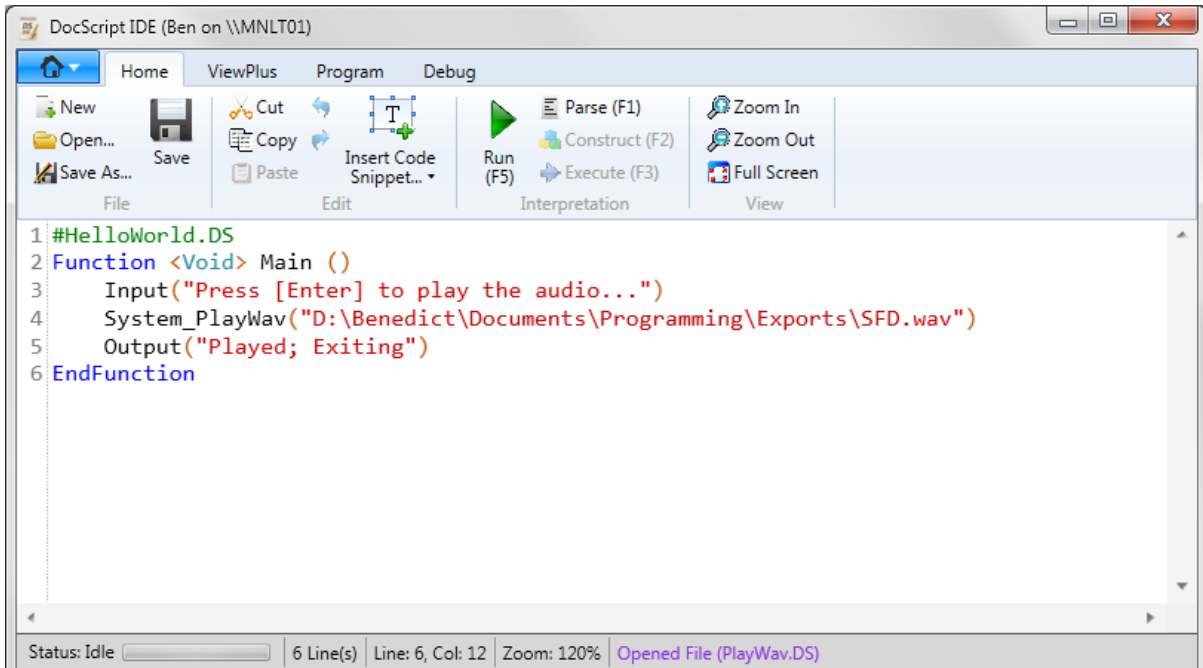 DocScript IDE (Ben on \\MNLT01)
Home ViewPlus Program Debug
New
Open...
Save As...
Save
File
Cut
Copy
Paste
Insert Code
Snippet...
Edit
Run
(F5)
Parse (F1)
Construct (F2)
Execute (F3)
Interpretation
Zoom In
Zoom Out
Full Screen
View
1 #HelloWorld.DS
2 Function <Void> Main ()
3     Input("Press [Enter] to play the audio...")
4     System_PlayWav("D:\Benedict\Documents\Programming\Exports\SFD.wav")
5     Output("Played; Exiting")
6 EndFunction
Status: Idle 6 Line(s) Line: 6, Col: 12 Zoom: 120% Opened File (PlayWav.DS)